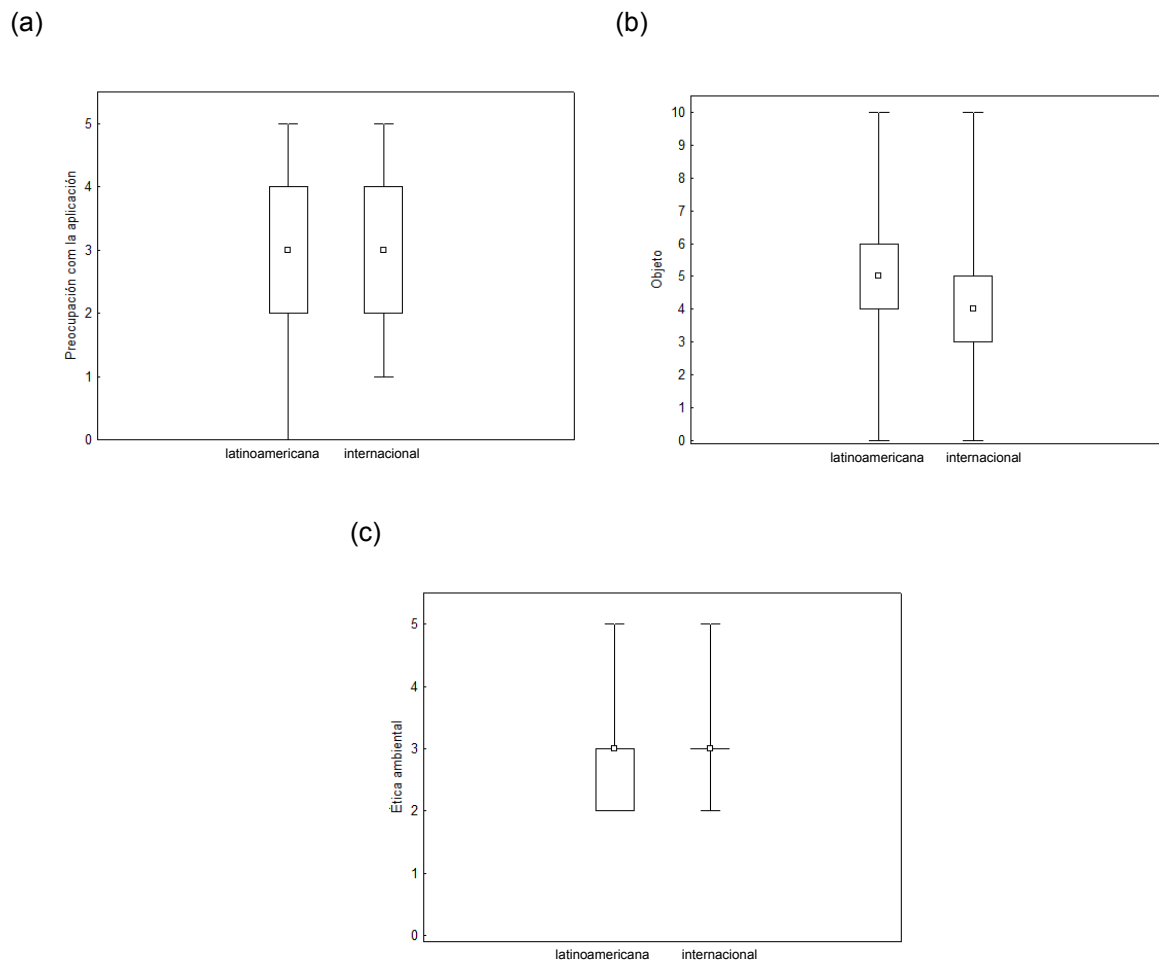 (a)
Preocupación com la aplicación
5
4
3
2
1
0
latinoamericana internacional
(b)
Objeto
10
9
8
7
6
5
4
3
2
1
0
latinoamericana internacional
(c)
Ética ambiental
5
4
3
2
1
0
latinoamericana internacional